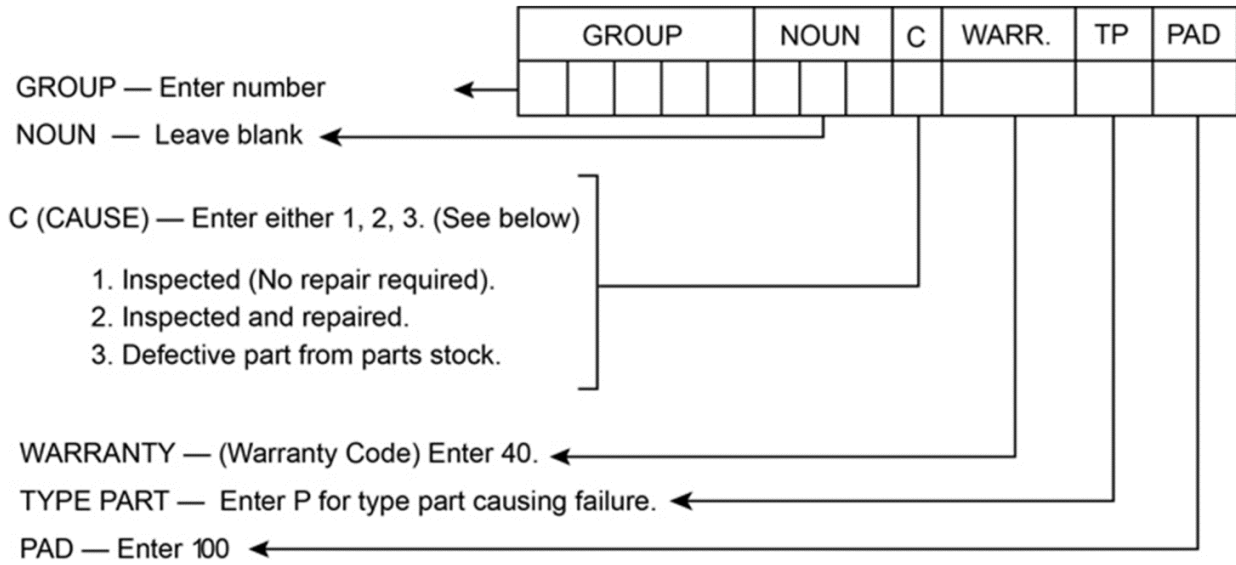 GROUP NOUN C WARR. TP PAD
GROUP — Enter number
NOUN — Leave blank
C (CAUSE) — Enter either 1, 2, 3. (See below)
1. Inspected (No repair required).
2. Inspected and repaired.
3. Defective part from parts stock.
WARRANTY — (Warranty Code) Enter 40.
TYPE PART — Enter P for type part causing failure.
PAD — Enter 100